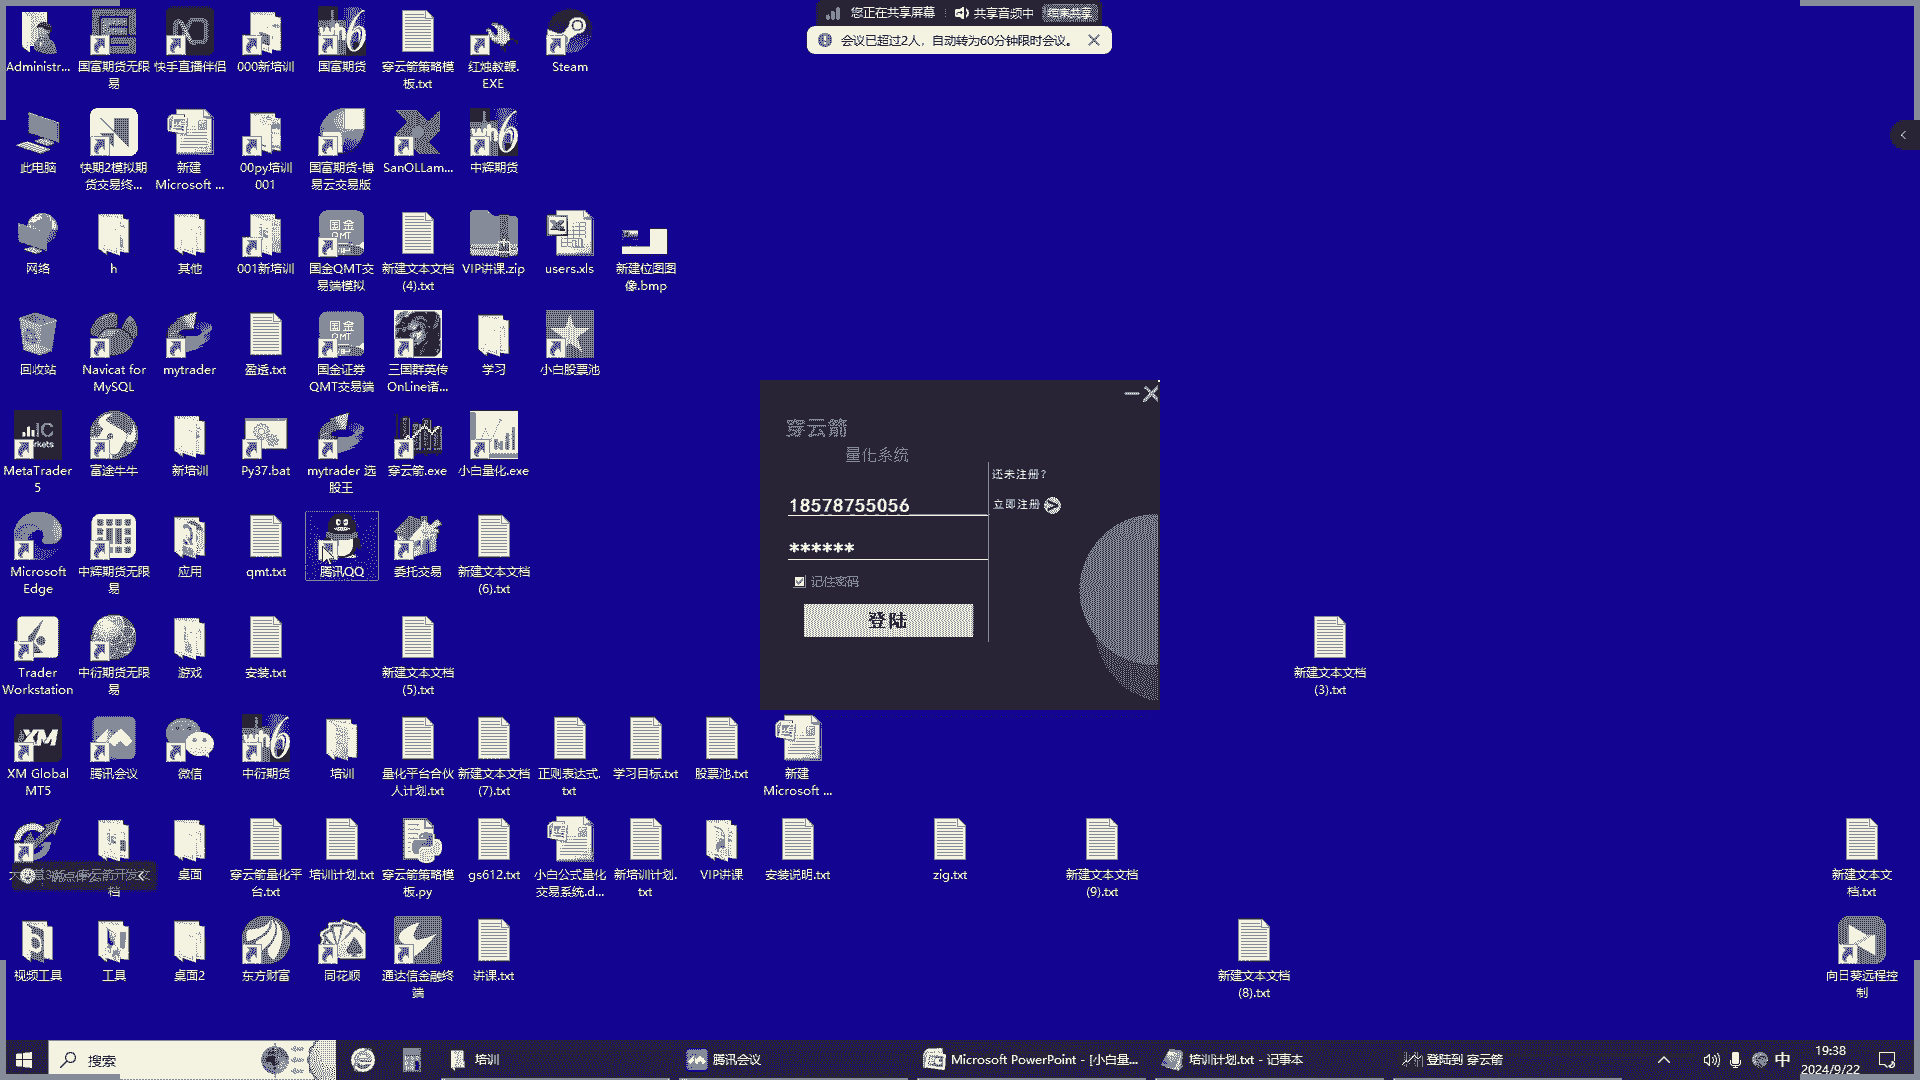 您正在共享屏幕
共享音频中
结束共享
会议已超过2人，自动转为60分钟限时会议。
Administr...
国富期货无限易
快手直播伴侣
000新培训
国富期货
穿云箭策略模板.txt
红烛教鞭.EXE
Steam
此电脑
快期2模拟期货交易终...
新建 Microsoft ...
00py培训001
国富期货-博易云交易版
SanOLLam...
中辉期货
网络
h
其他
001新培训
国金QMT交易端模拟
新建文本文档(4).txt
VIP讲课.zip
users.xls
新建位图图像.bmp
回收站
Navicat for MySQL
mytrader
盈透.txt
国金证券QMT交易端
三国群英传OnLine诸...
学习
小白股票池
MetaTrader 5
富途牛牛
新培训
Py37.bat
mytrader 选股王
穿云箭.exe
小白量化.exe
穿云箭
量化系统
还未注册？
18578755056
立即注册
******
记住密码
登陆
Microsoft Edge
中辉期货无限易
应用
qmt.txt
腾讯QQ
委托交易
新建文本文档(6).txt
Trader Workstation
中衍期货无限易
游戏
安装.txt
新建文本文档(5).txt
新建文本文档(3).txt
XM Global MT5
腾讯会议
微信
中衍期货
培训
量化平台合伙人计划.txt
新建文本文档(7).txt
正则表达式.txt
学习目标.txt
股票池.txt
新建 Microsoft ...
桌面
穿云箭量化平台.txt
培训计划.txt
穿云箭策略模板.py
gs612.txt
小白公式量化交易系统.d...
新培训计划.txt
VIP讲课
安装说明.txt
zig.txt
新建文本文档(9).txt
新建文本文档.txt
视频工具
工具
桌面2
东方财富
同花顺
通达信金融终端
讲课.txt
新建文本文档(8).txt
向日葵远程控制
搜索
培训
腾讯会议
Microsoft PowerPoint - [小白量...
培训计划.txt - 记事本
登陆到 穿云箭
中
19:38
2024/9/22